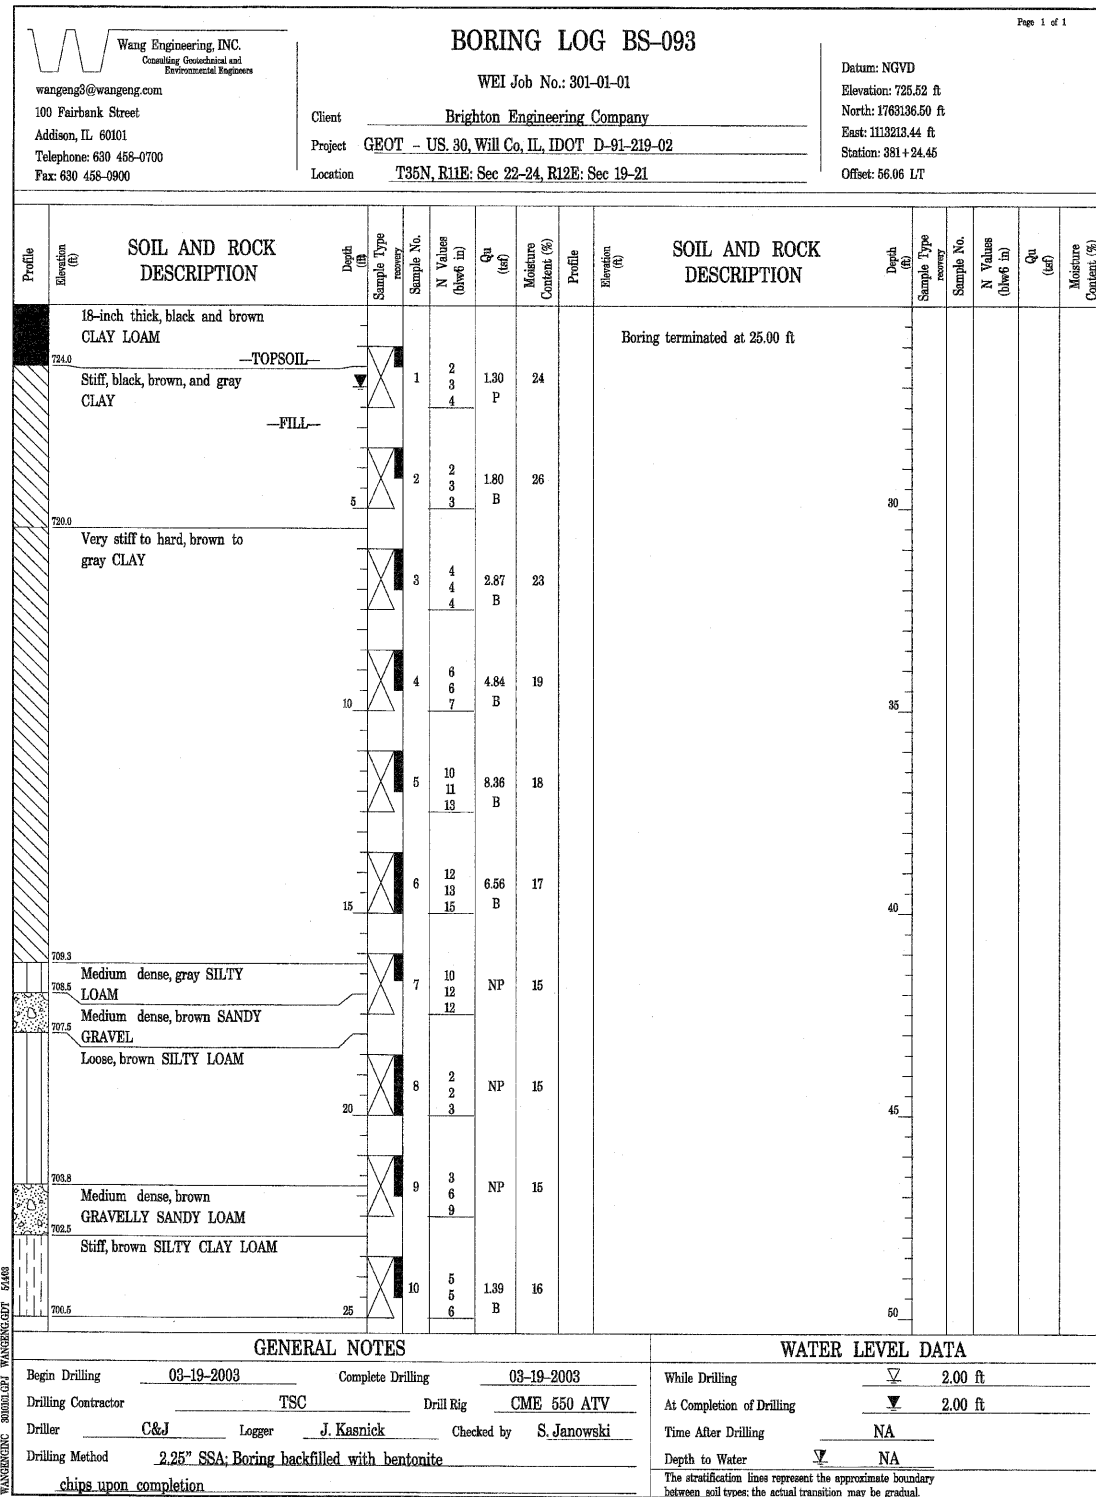 Page 1 of 1
Wang Engineering, INC.
Consulting Geotechnical and
Environmental Engineers
wangeng3@wangeng.com
100 Fairbank Street
Addison, IL 60101
Telephone: 630 458-0700
Fax: 630 458-0900
BORING LOG BS-093
WEI Job No.: 301-01-01
Client Brighton Engineering Company
Project GEOT - US. 30, Will Co, IL, IDOT D-91-219-02
Location T35N, R11E: Sec 22-24, R12E: Sec 19-21
Datum: NGVD
Elevation: 725.52 ft
North: 1763136.50 ft
East: 1113213.44 ft
Station: 381+24.45
Offset: 56.06 LT
Profile Elevation (ft) SOIL AND ROCK DESCRIPTION Depth (ft) Sample Type recovery Sample No. N Values (blw/6 in) Qu (tsf) Moisture Content (%)
Profile Elevation (ft) SOIL AND ROCK DESCRIPTION Depth (ft) Sample Type recovery Sample No. N Values (blw/6 in) Qu (tsf) Moisture Content (%)
18-inch thick, black and brown
CLAY LOAM
724.0 --TOPSOIL--
Stiff, black, brown, and gray
CLAY
--FILL--
1 2 3 4 1.30 P 24
2 2 3 3 1.80 B 26
5
720.0
Very stiff to hard, brown to
gray CLAY
3 4 4 4 2.87 B 23
4 6 6 7 4.84 B 19
10
5 10 11 13 8.36 B 18
6 12 13 15 6.56 B 17
15
709.3
Medium dense, gray SILTY
708.5 LOAM
7 10 12 12 NP 15
Medium dense, brown SANDY
707.5 GRAVEL
Loose, brown SILTY LOAM
8 2 2 3 NP 15
20
703.8
9 3 6 9 NP 15
Medium dense, brown
GRAVELLY SANDY LOAM
702.5
Stiff, brown SILTY CLAY LOAM
10 5 5 6 1.39 B 16
700.5 25
Boring terminated at 25.00 ft
30
35
40
45
50
WANGENGINC 3010101.GPJ WANGENG.GDT 5/14/03
GENERAL NOTES
Begin Drilling 03-19-2003 Complete Drilling 03-19-2003
Drilling Contractor TSC Drill Rig CME 550 ATV
Driller C&J Logger J. Kasnick Checked by S. Janowski
Drilling Method 2.25" SSA; Boring backfilled with bentonite
chips upon completion
WATER LEVEL DATA
While Drilling 2.00 ft
At Completion of Drilling 2.00 ft
Time After Drilling NA
Depth to Water NA
The stratification lines represent the approximate boundary
between soil types; the actual transition may be gradual.